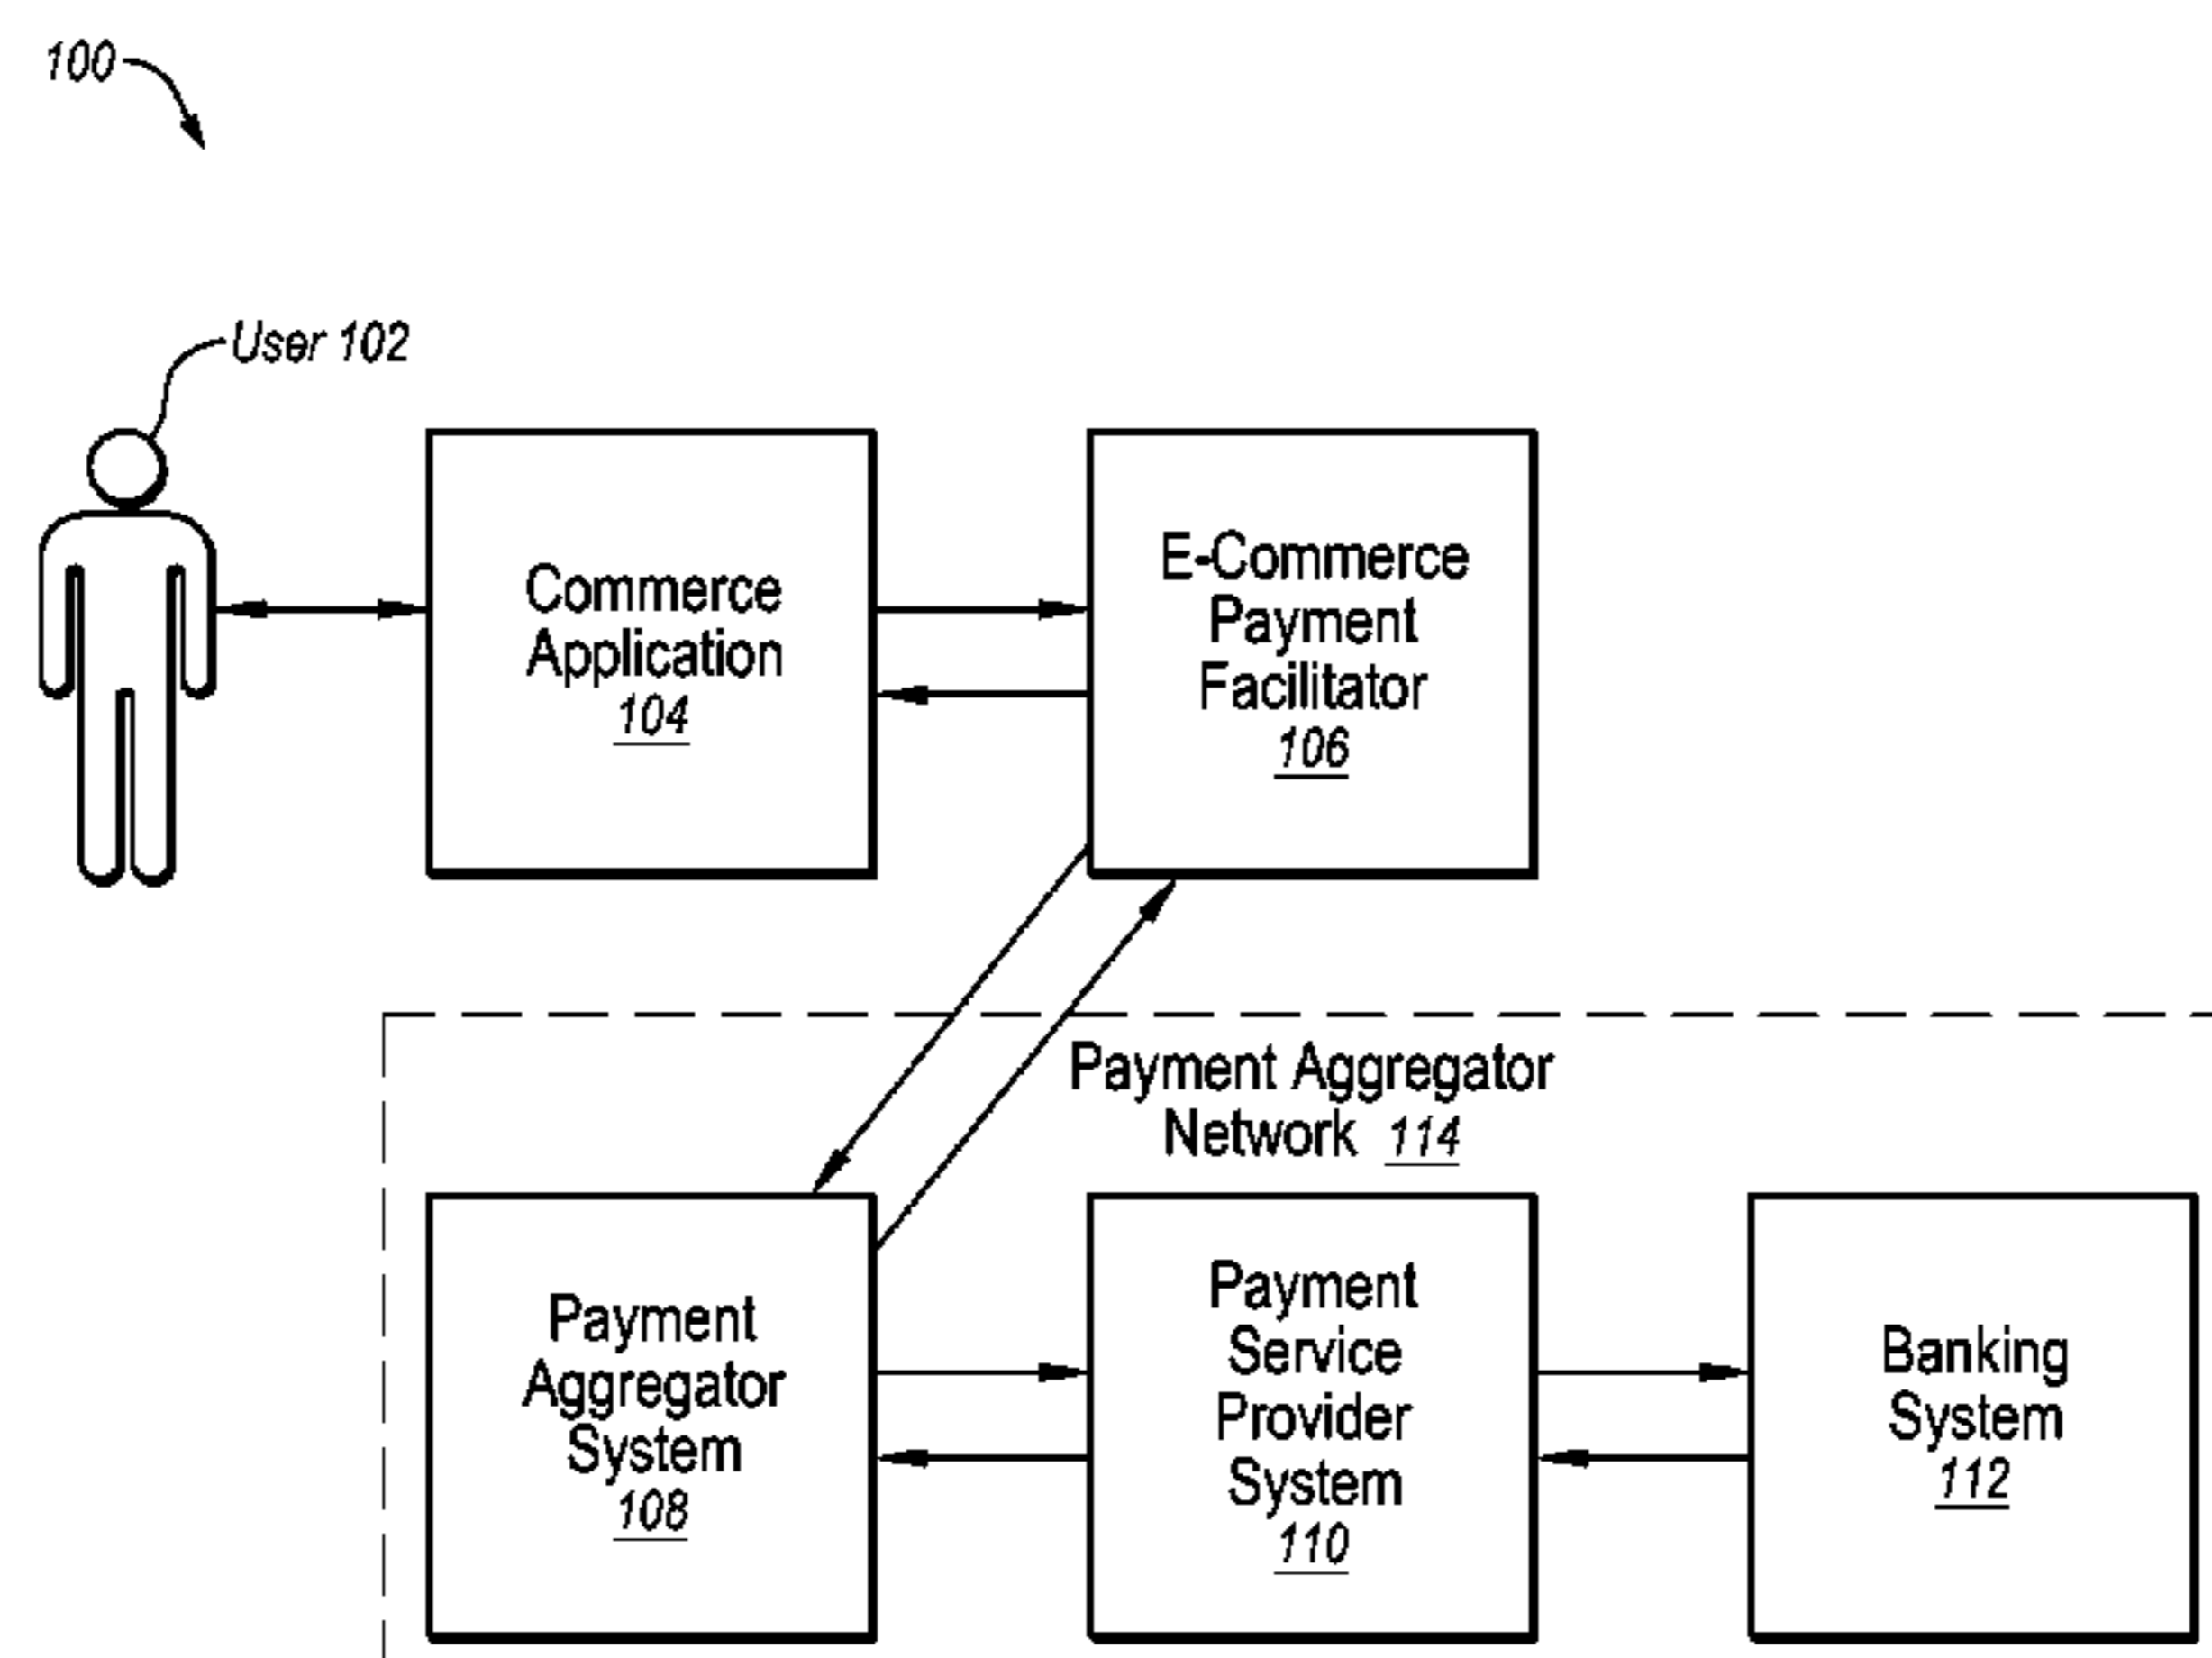 100
User 102
Commerce
Application
104
E-Commerce
Payment
Facilitator
106
Payment Aggregator
Network 114
Payment
Aggregator
System
108
Payment
Service
Provider
System
110
Banking
System
112